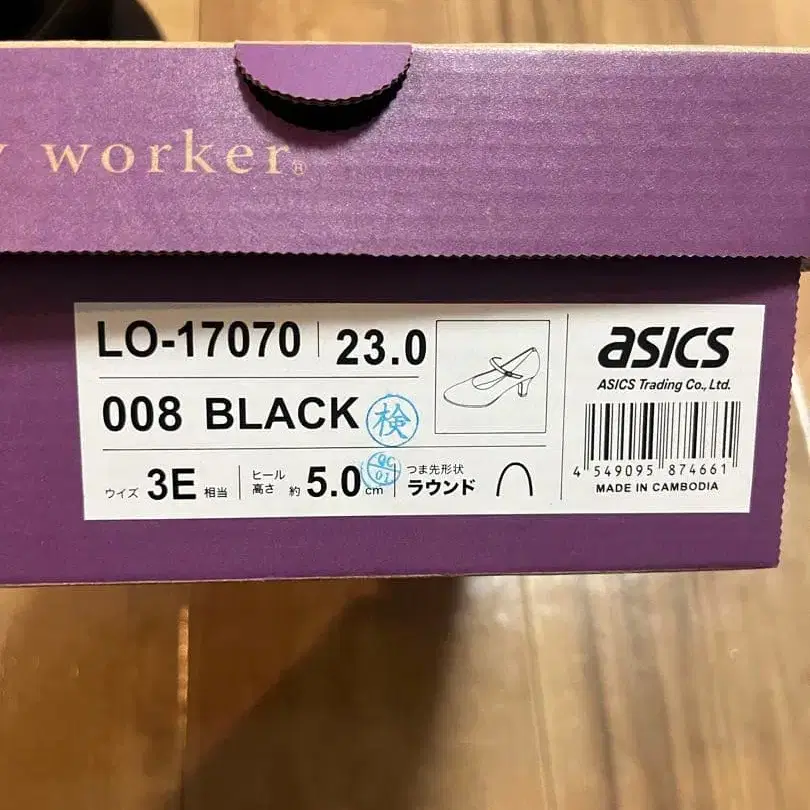 worker®
LO-17070 23.0
008 BLACK 検
ウイズ 3E 相当 ヒール高さ 約 5.0cm つま先形状 ラウンド
QC
01
asics
ASICS Trading Co., Ltd.
4 549095 874661
MADE IN CAMBODIA